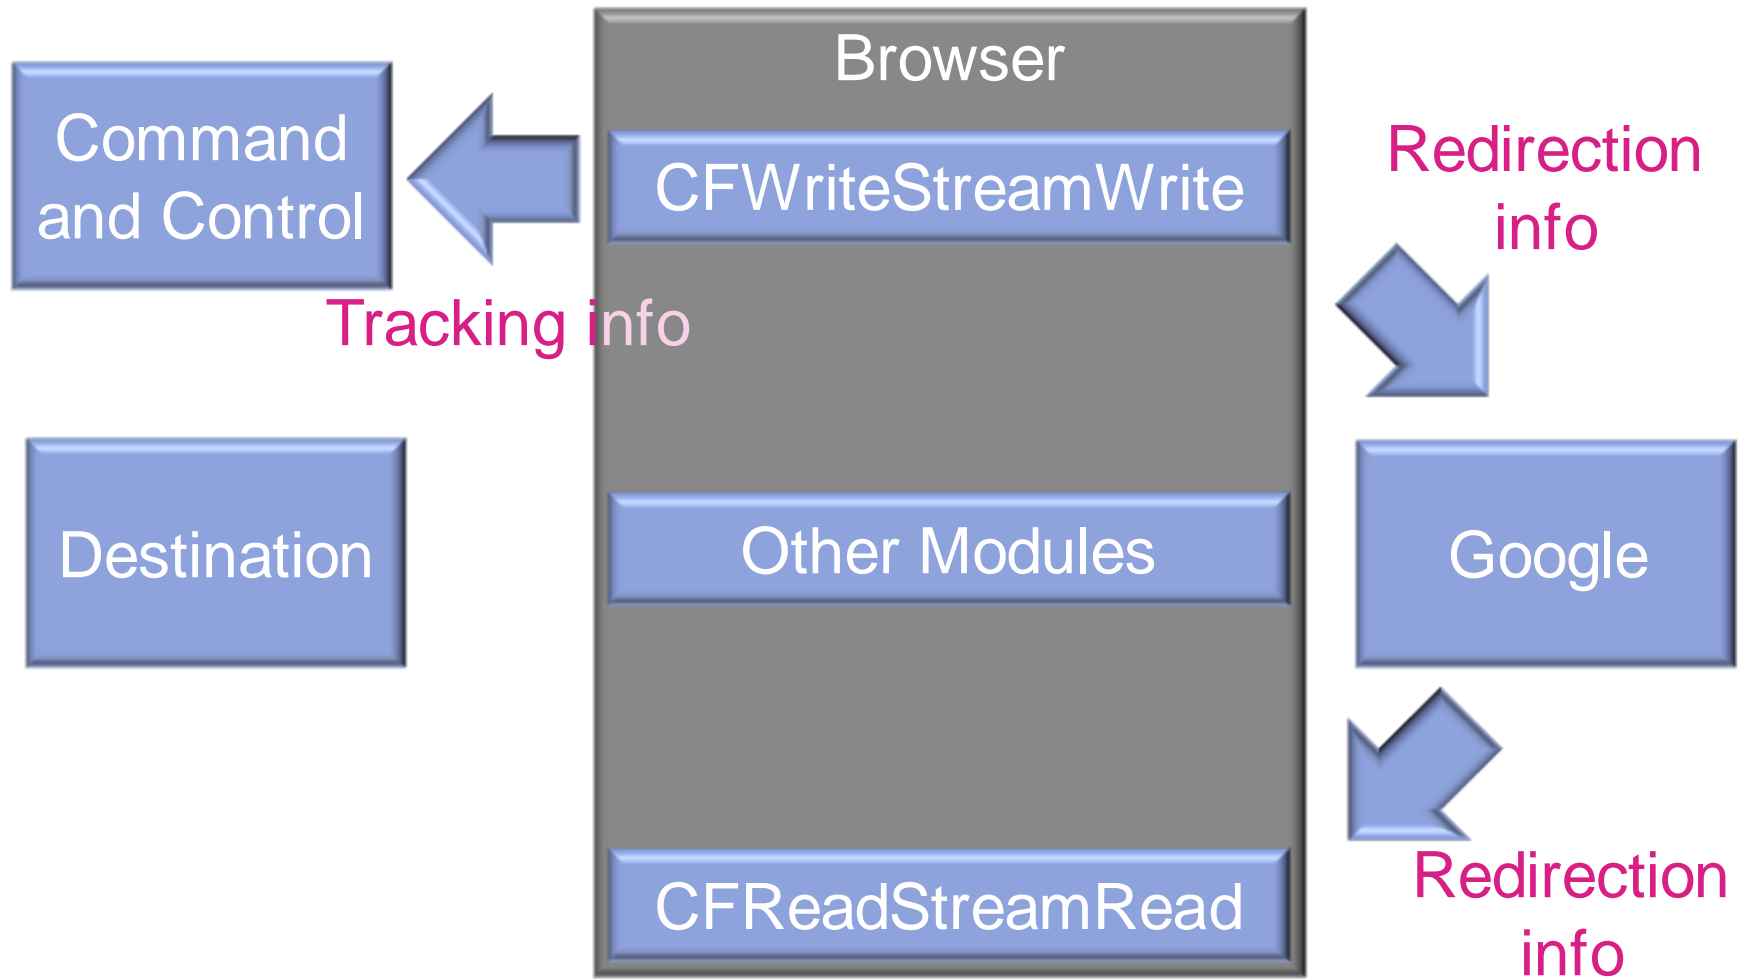 Browser
Command
and Control
CFWriteStreamWrite
Redirection
info
Tracking info
Destination
Other Modules
Google
CFReadStreamRead
Redirection
info